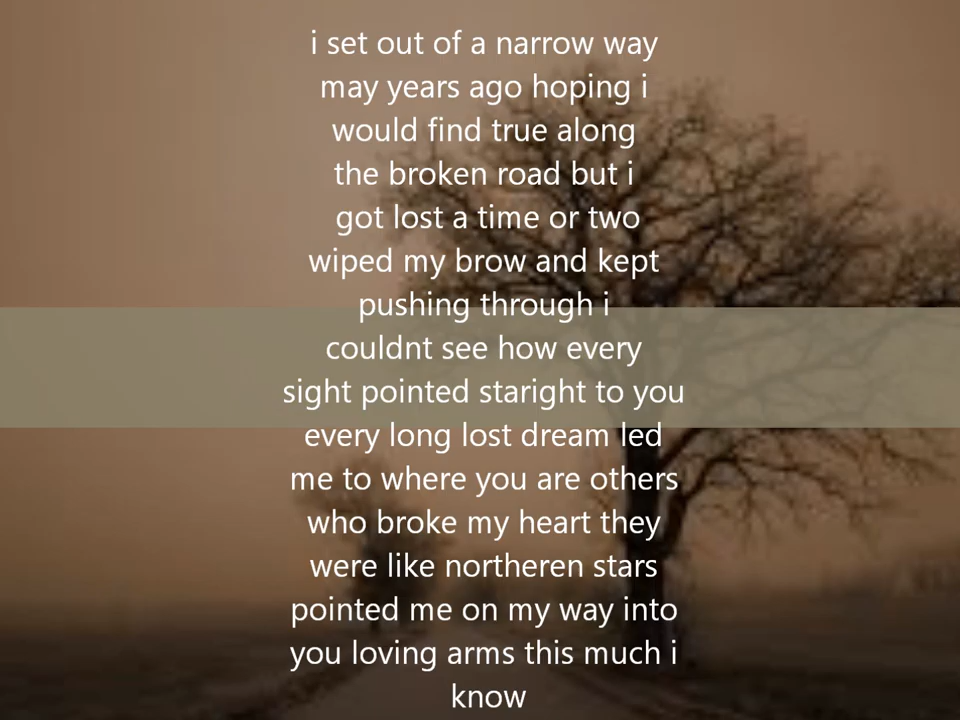 i set out of a narrow way
may years ago hoping i
would find true along
the broken road but i
got lost a time or two
wiped my brow and kept
pushing through i
couldnt see how every
sight pointed staright to you
every long lost dream led
me to where you are others
who broke my heart they
were like northeren stars
pointed me on my way into
you loving arms this much i
know